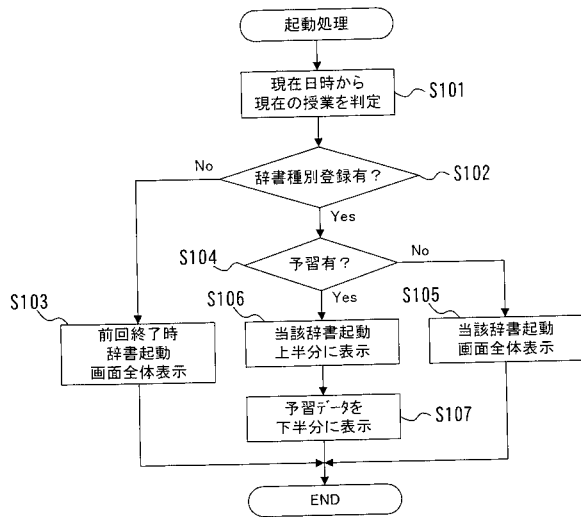 起動処理
現在日時から
現在の授業を判定
S101
No
辞書種別登録有?
S102
Yes
S104
予習有?
No
S103
S106
Yes
S105
前回終了時
辞書起動
画面全体表示
当該辞書起動
上半分に表示
当該辞書起動
画面全体表示
予習データを
下半分に表示
S107
END